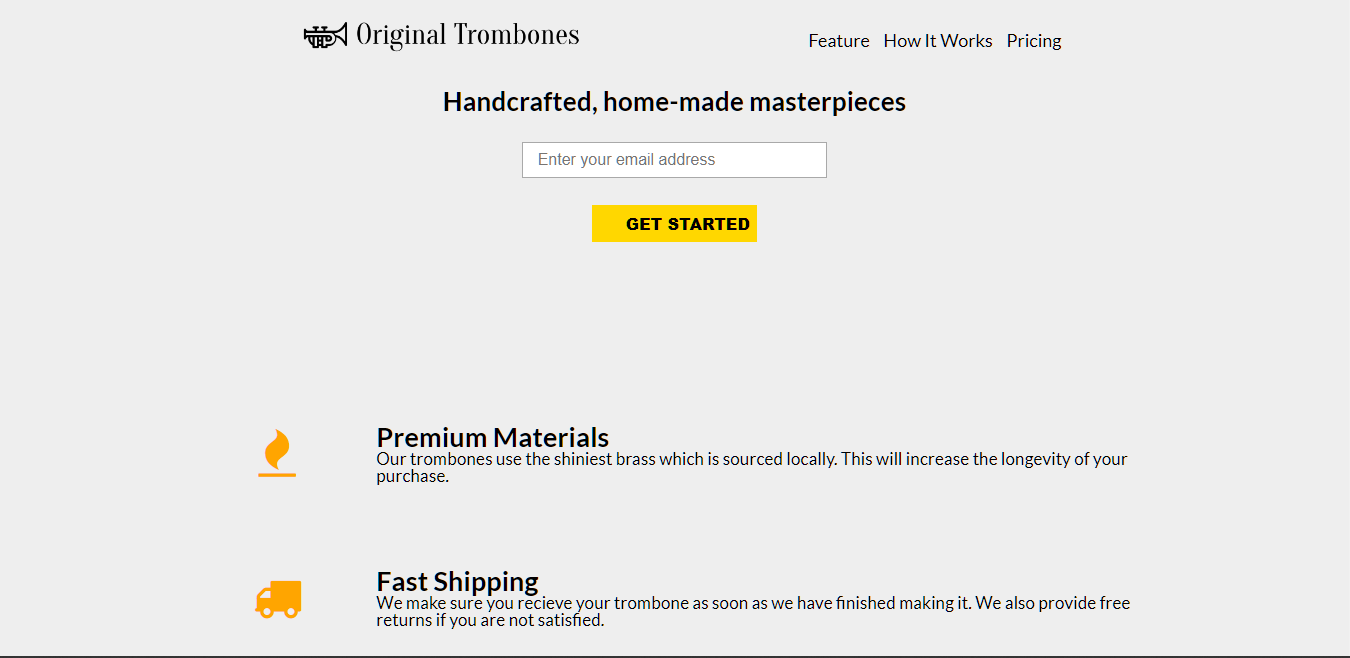 Original Trombones
Feature How It Works Pricing
Handcrafted, home-made masterpieces
Enter your email address
GET STARTED
Premium Materials
Our trombones use the shiniest brass which is sourced locally. This will increase the longevity of your
purchase.
Fast Shipping
We make sure you recieve your trombone as soon as we have finished making it. We also provide free
returns if you are not satisfied.